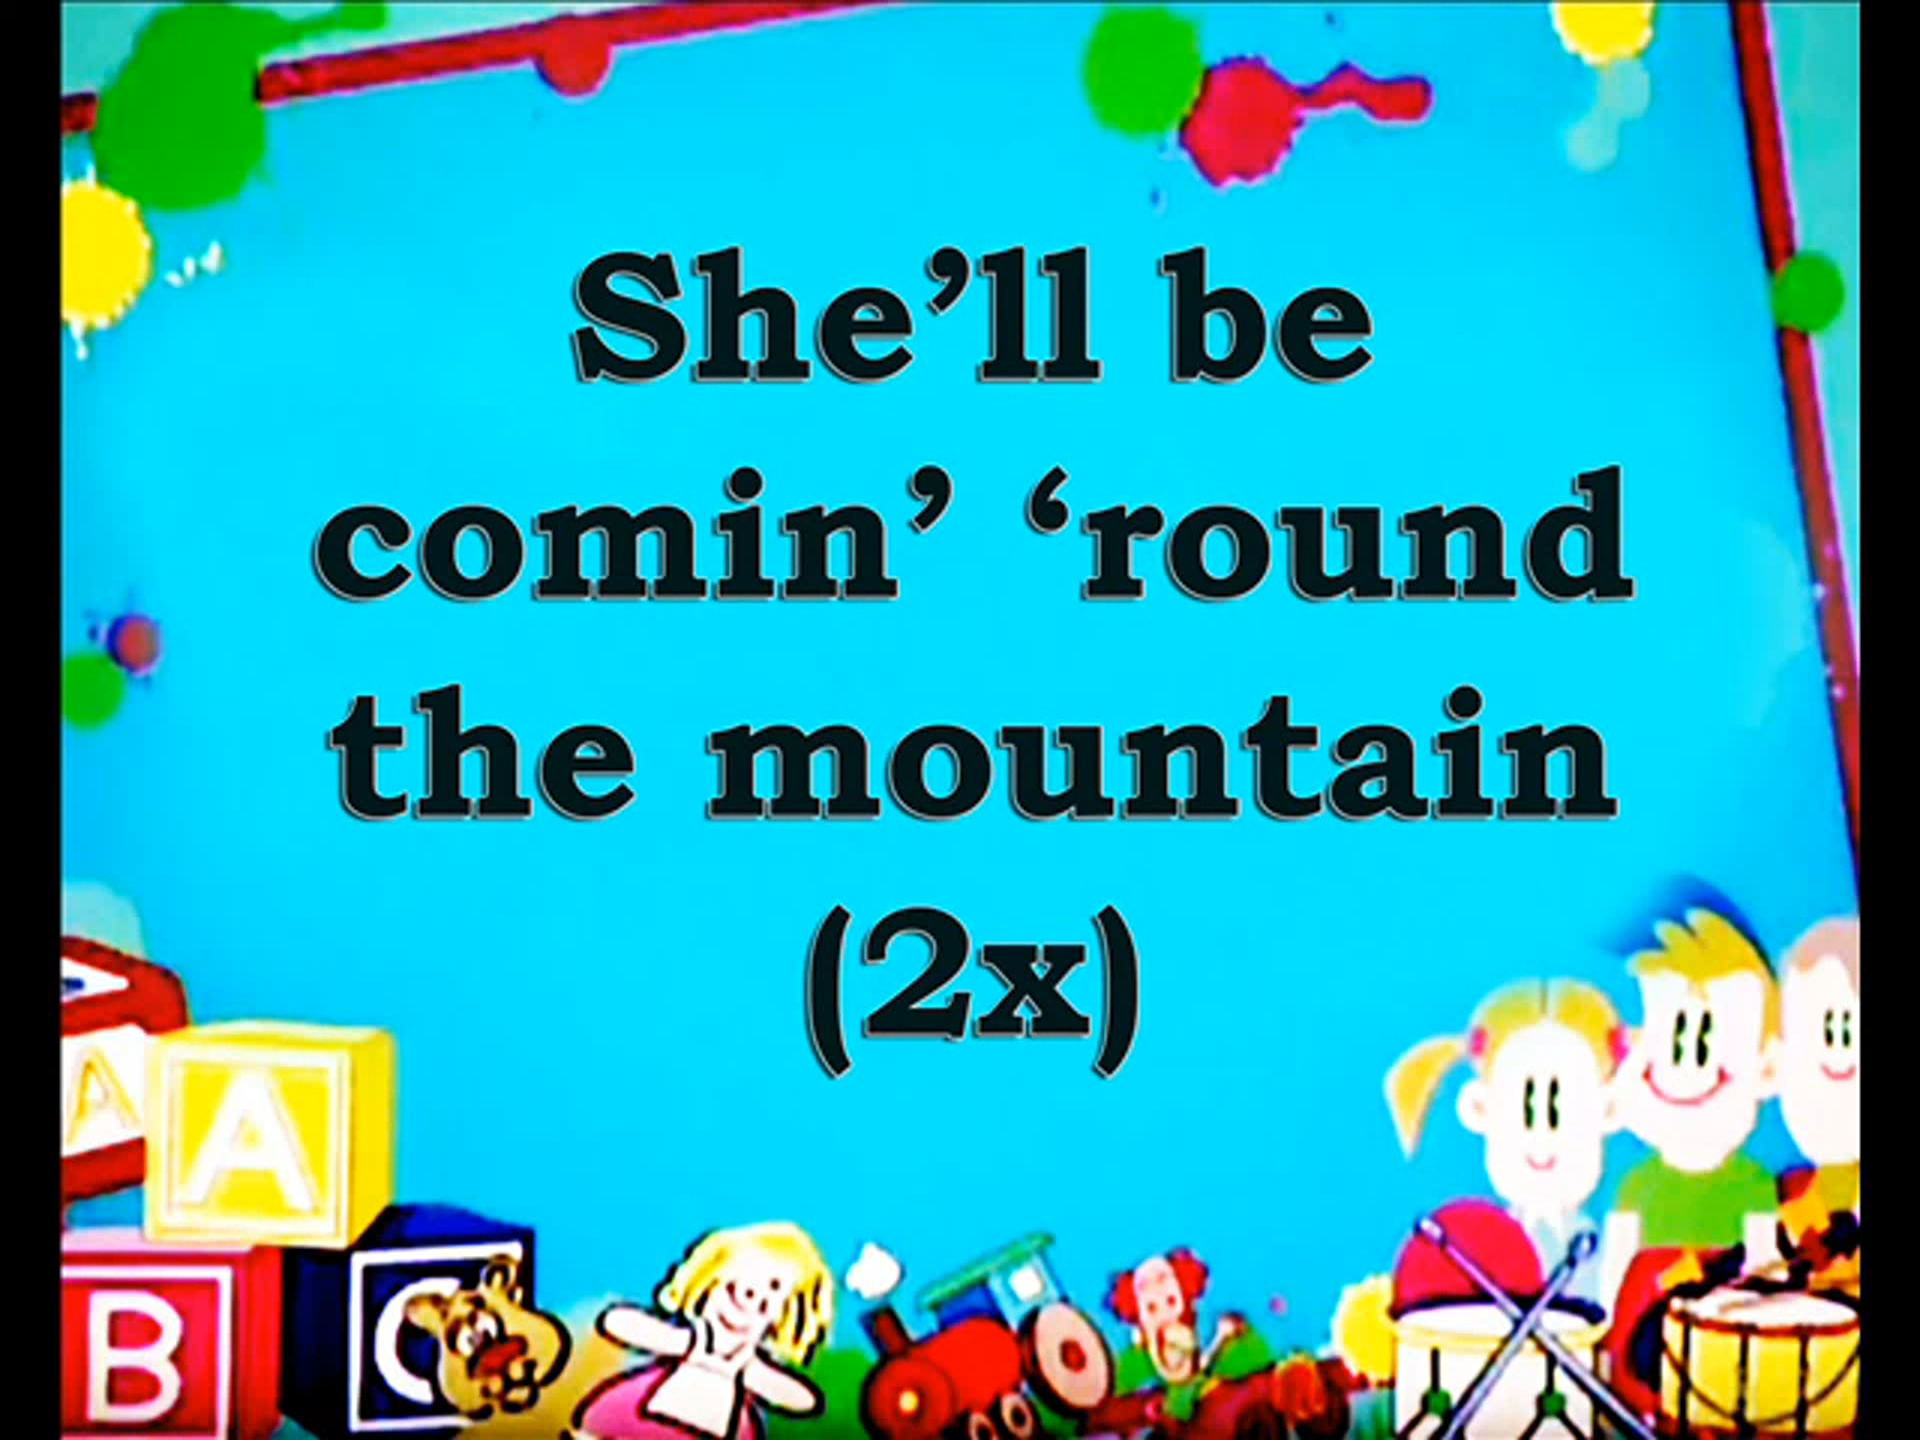 She’ll be
comin’ ‘round
the mountain
(2x)
A
A
B
C